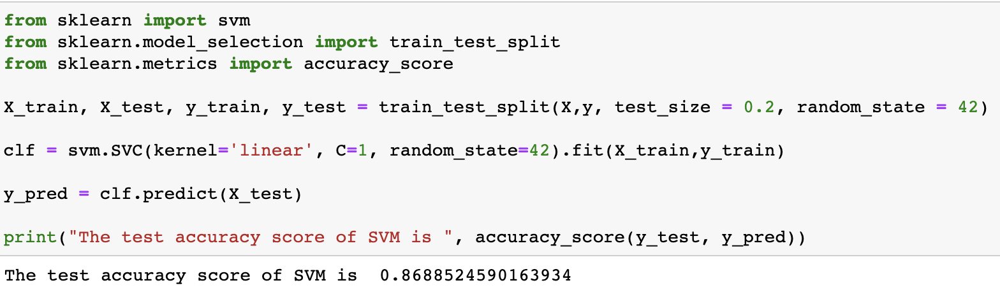 from sklearn import svm
from sklearn.model_selection import train_test_split
from sklearn.metrics import accuracy_score
X_train, X_test, y_train, y_test = train_test_split(X,y, test_size = 0.2, random_state = 42)
clf = svm.SVC(kernel='linear', C=1, random_state=42).fit(X_train,y_train)
y_pred = clf.predict(X_test)
print("The test accuracy score of SVM is ", accuracy_score(y_test, y_pred))
The test accuracy score of SVM is  0.8688524590163934